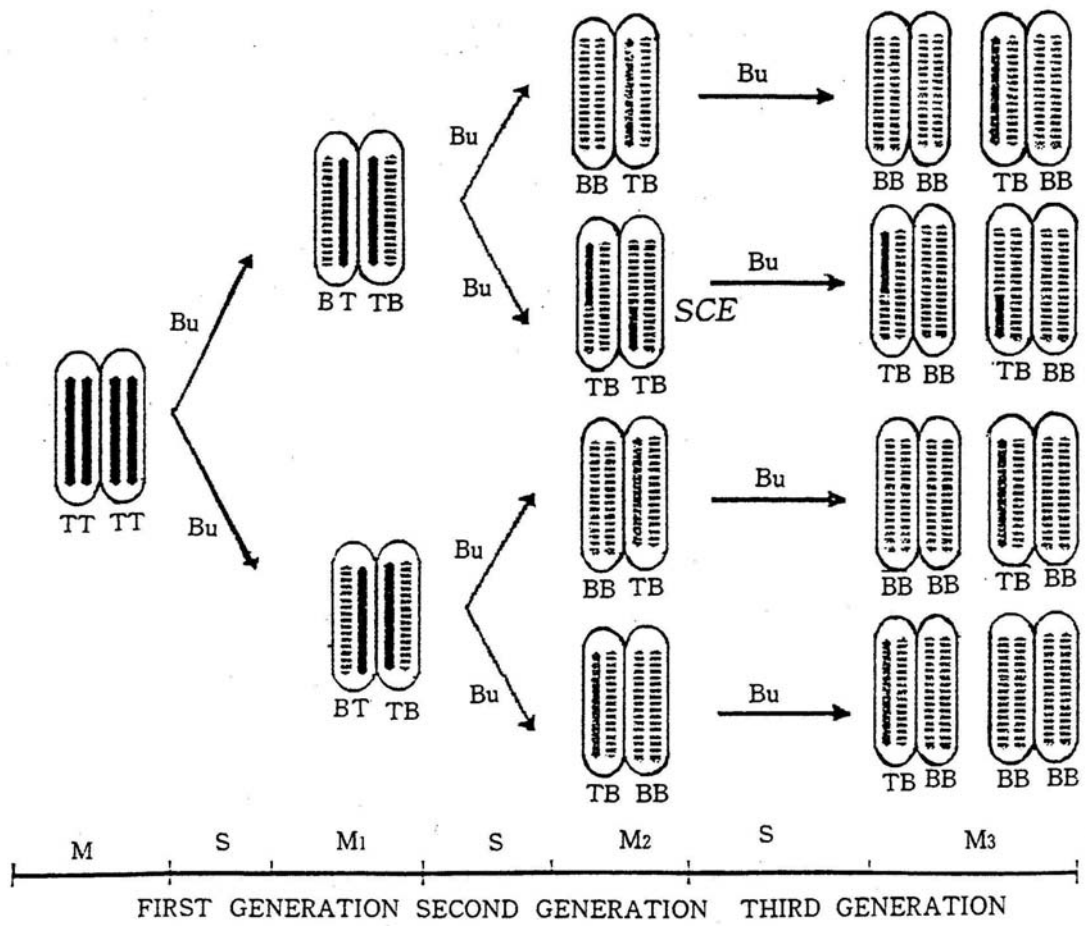 Bu
BB BB
TB BB
BB TB
Bu
BT TB
Bu
Bu
SCE
TB BB
TB BB
Bu
TB TB
TT TT
Bu
Bu
Bu
BB TB
BB BB
TB BB
BT TB
Bu
Bu
TB BB
TB BB
BB BB
M
S
M1
S
M2
S
M3
FIRST GENERATION SECOND GENERATION THIRD GENERATION